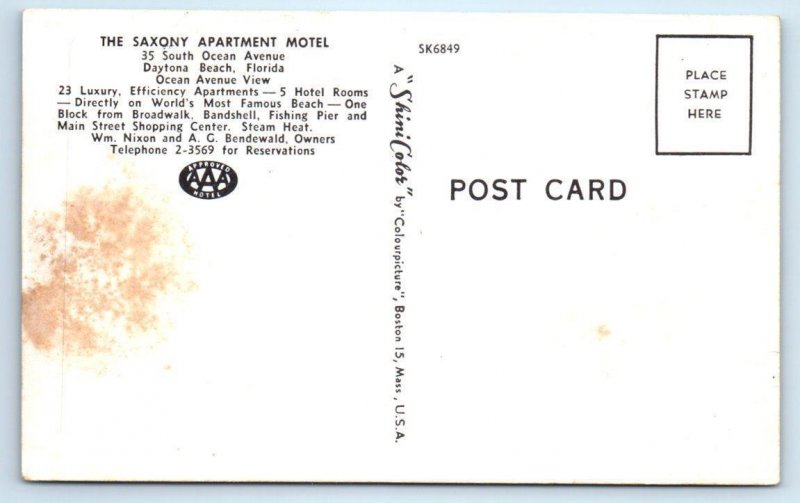 THE SAXONY APARTMENT MOTEL
35 South Ocean Avenue
Daytona Beach, Florida
Ocean Avenue View
23 Luxury, Efficiency Apartments — 5 Hotel Rooms
— Directly on World's Most Famous Beach — One
Block from Broadwalk, Bandshell, Fishing Pier and
Main Street Shopping Center. Steam Heat.
Wm. Nixon and A. G. Bendewald, Owners
Telephone 2-3569 for Reservations
APPROVED
AAA
MOTEL
A "ShiniColor" by "Colourpicture", Boston 15, Mass., U.S.A.
SK6849
POST CARD
PLACE
STAMP
HERE